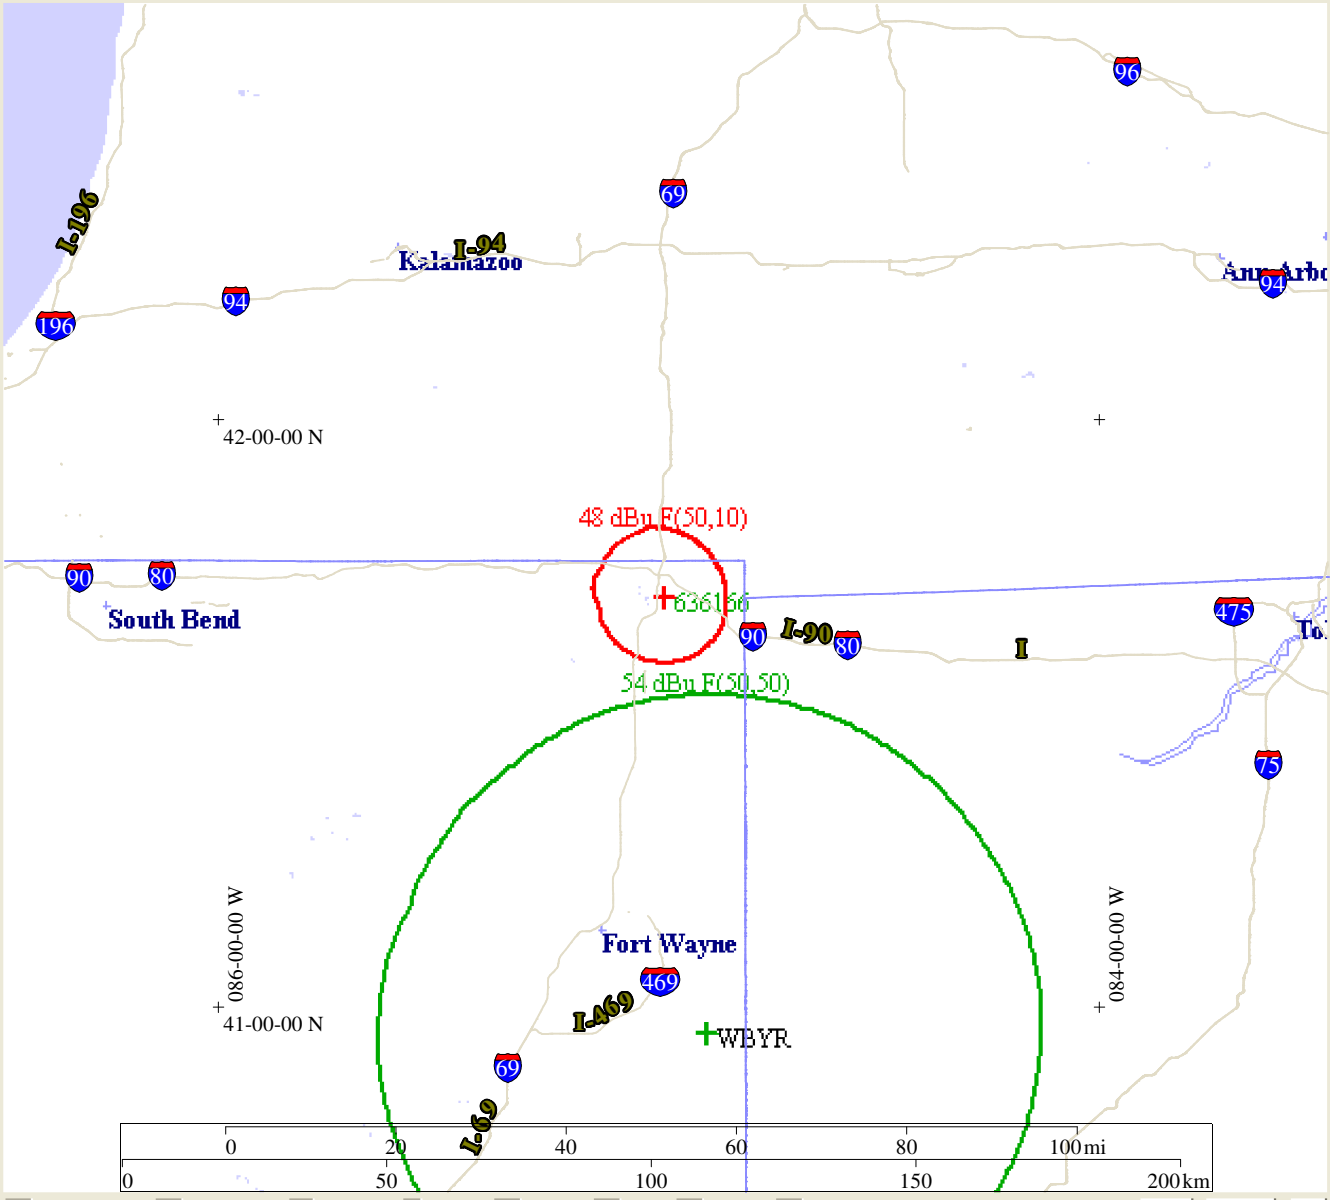 96
69
I-196
I-94
Kalamazoo
Ann Arbo
94
94
196
42-00-00 N
48 dBu F(50,10)
90
80
South Bend
636166
90
I-90
80
I
475
Tol
54 dBu F(50,50)
75
086-00-00 W
084-00-00 W
Fort Wayne
469
I-469
41-00-00 N
WBYR
69
I-69
0 20 40 60 80 100 mi
0 50 100 150 200 km